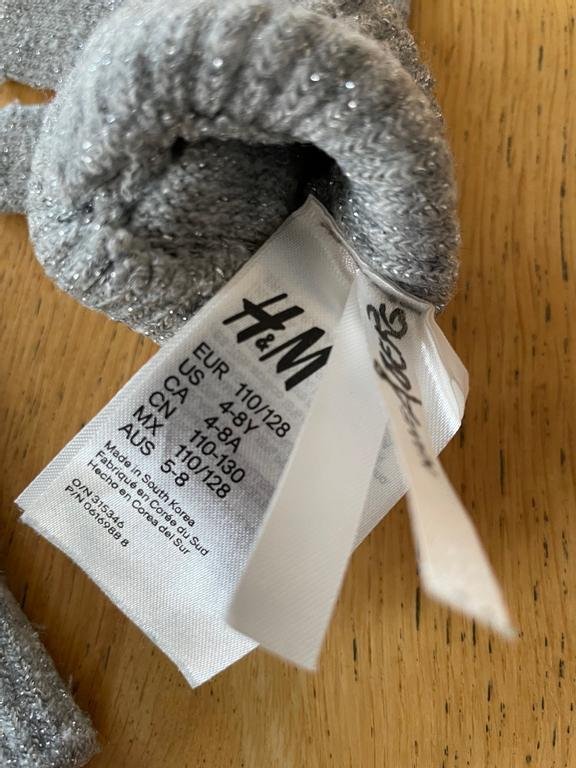 H&M
EUR 110/128
US 4-8Y
CA 4-8A
CN 110-130
MX 110/128
AUS 5-8
Made in South Korea
Fabriqué en Corée du Sud
Hecho en Corea del Sur
O/N 315346
P/N 0616988 8